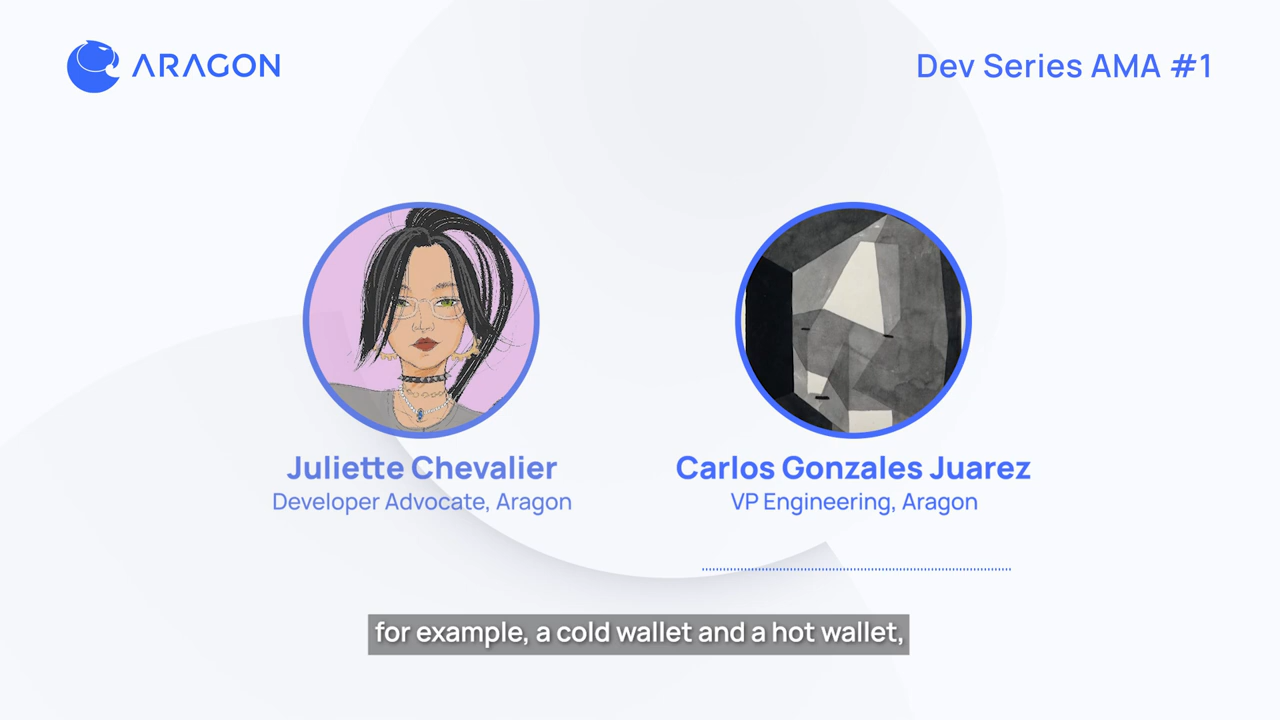 ARAGON
Dev Series AMA #1
Juliette Chevalier
Developer Advocate, Aragon
Carlos Gonzales Juarez
VP Engineering, Aragon
for example, a cold wallet and a hot wallet,